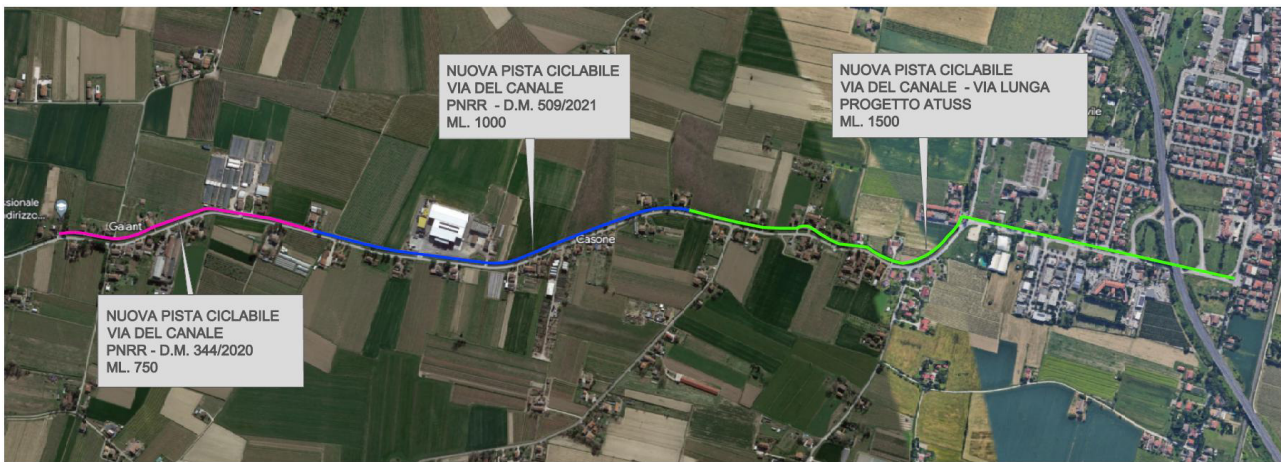 NUOVA PISTA CICLABILE
VIA DEL CANALE
PNRR - D.M. 509/2021
ML. 1000
NUOVA PISTA CICLABILE
VIA DEL CANALE - VIA LUNGA
PROGETTO ATUSS
ML. 1500
Casone
NUOVA PISTA CICLABILE
VIA DEL CANALE
PNRR - D.M. 344/2020
ML. 750